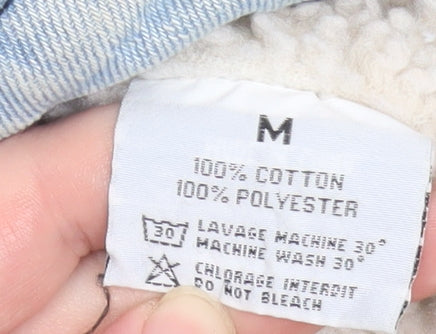 M
100% COTTON
100% POLYESTER
30 LAVAGE MACHINE 30°
MACHINE WASH 30°
CHLORAGE INTERDIT
DO NOT BLEACH